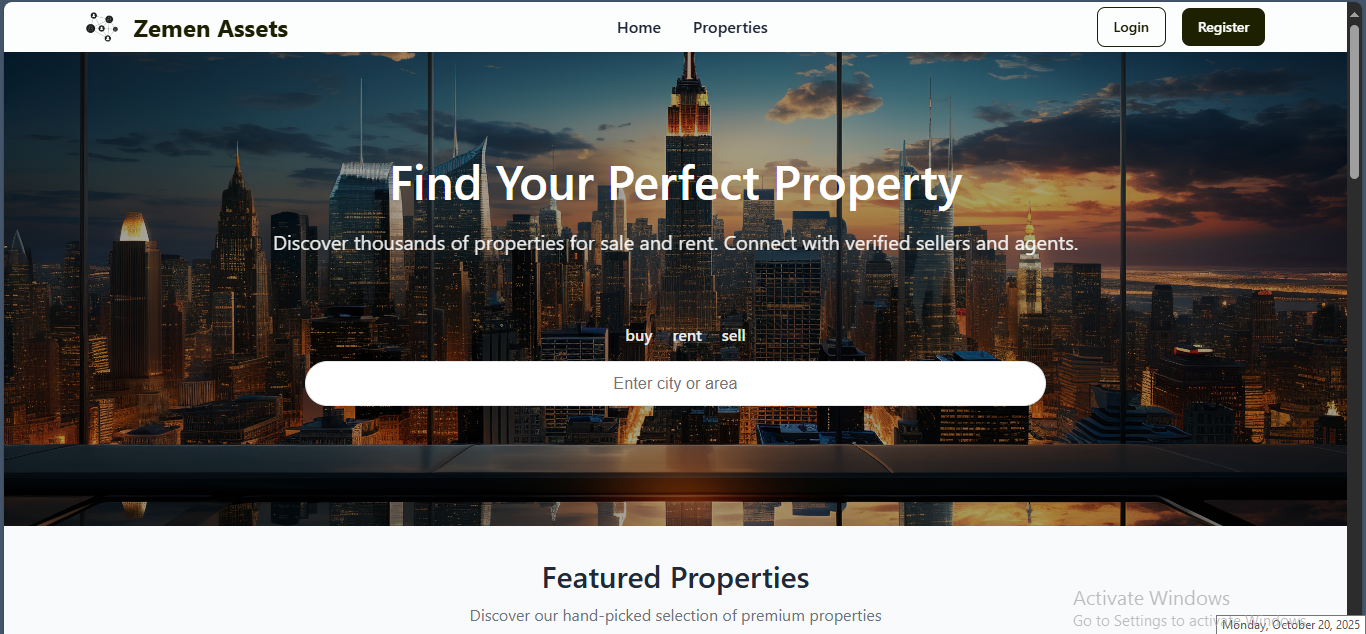 Zemen Assets
Home
Properties
Login
Register
Find Your Perfect Property
Discover thousands of properties for sale and rent. Connect with verified sellers and agents.
buy rent sell
Enter city or area
Featured Properties
Discover our hand-picked selection of premium properties
Activate Windows
Go to Settings to activate Windows.
Monday, October 20, 2025